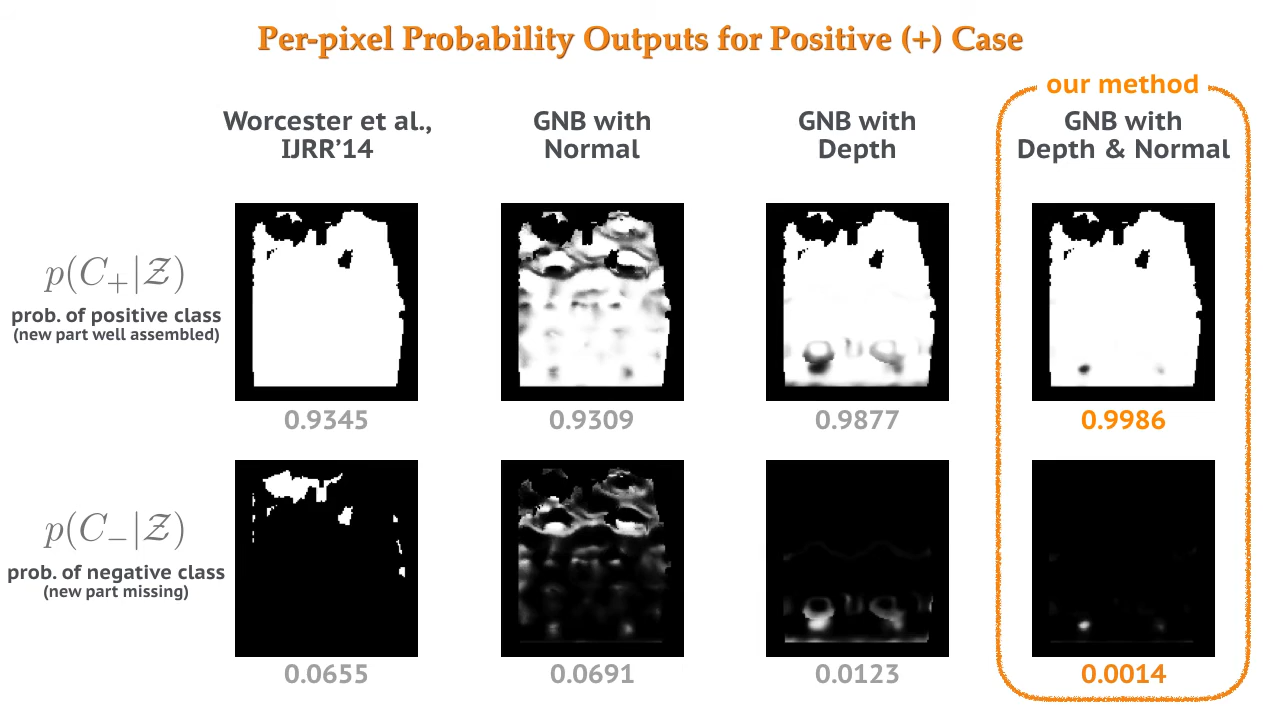 Per-pixel Probability Outputs for Positive (+) Case
our method
Worcester et al.,
IJRR’14
GNB with
Normal
GNB with
Depth
GNB with
Depth & Normal
p(C₊|𝒵)
prob. of positive class
(new part well assembled)
0.9345
0.9309
0.9877
0.9986
p(C₋|𝒵)
prob. of negative class
(new part missing)
0.0655
0.0691
0.0123
0.0014